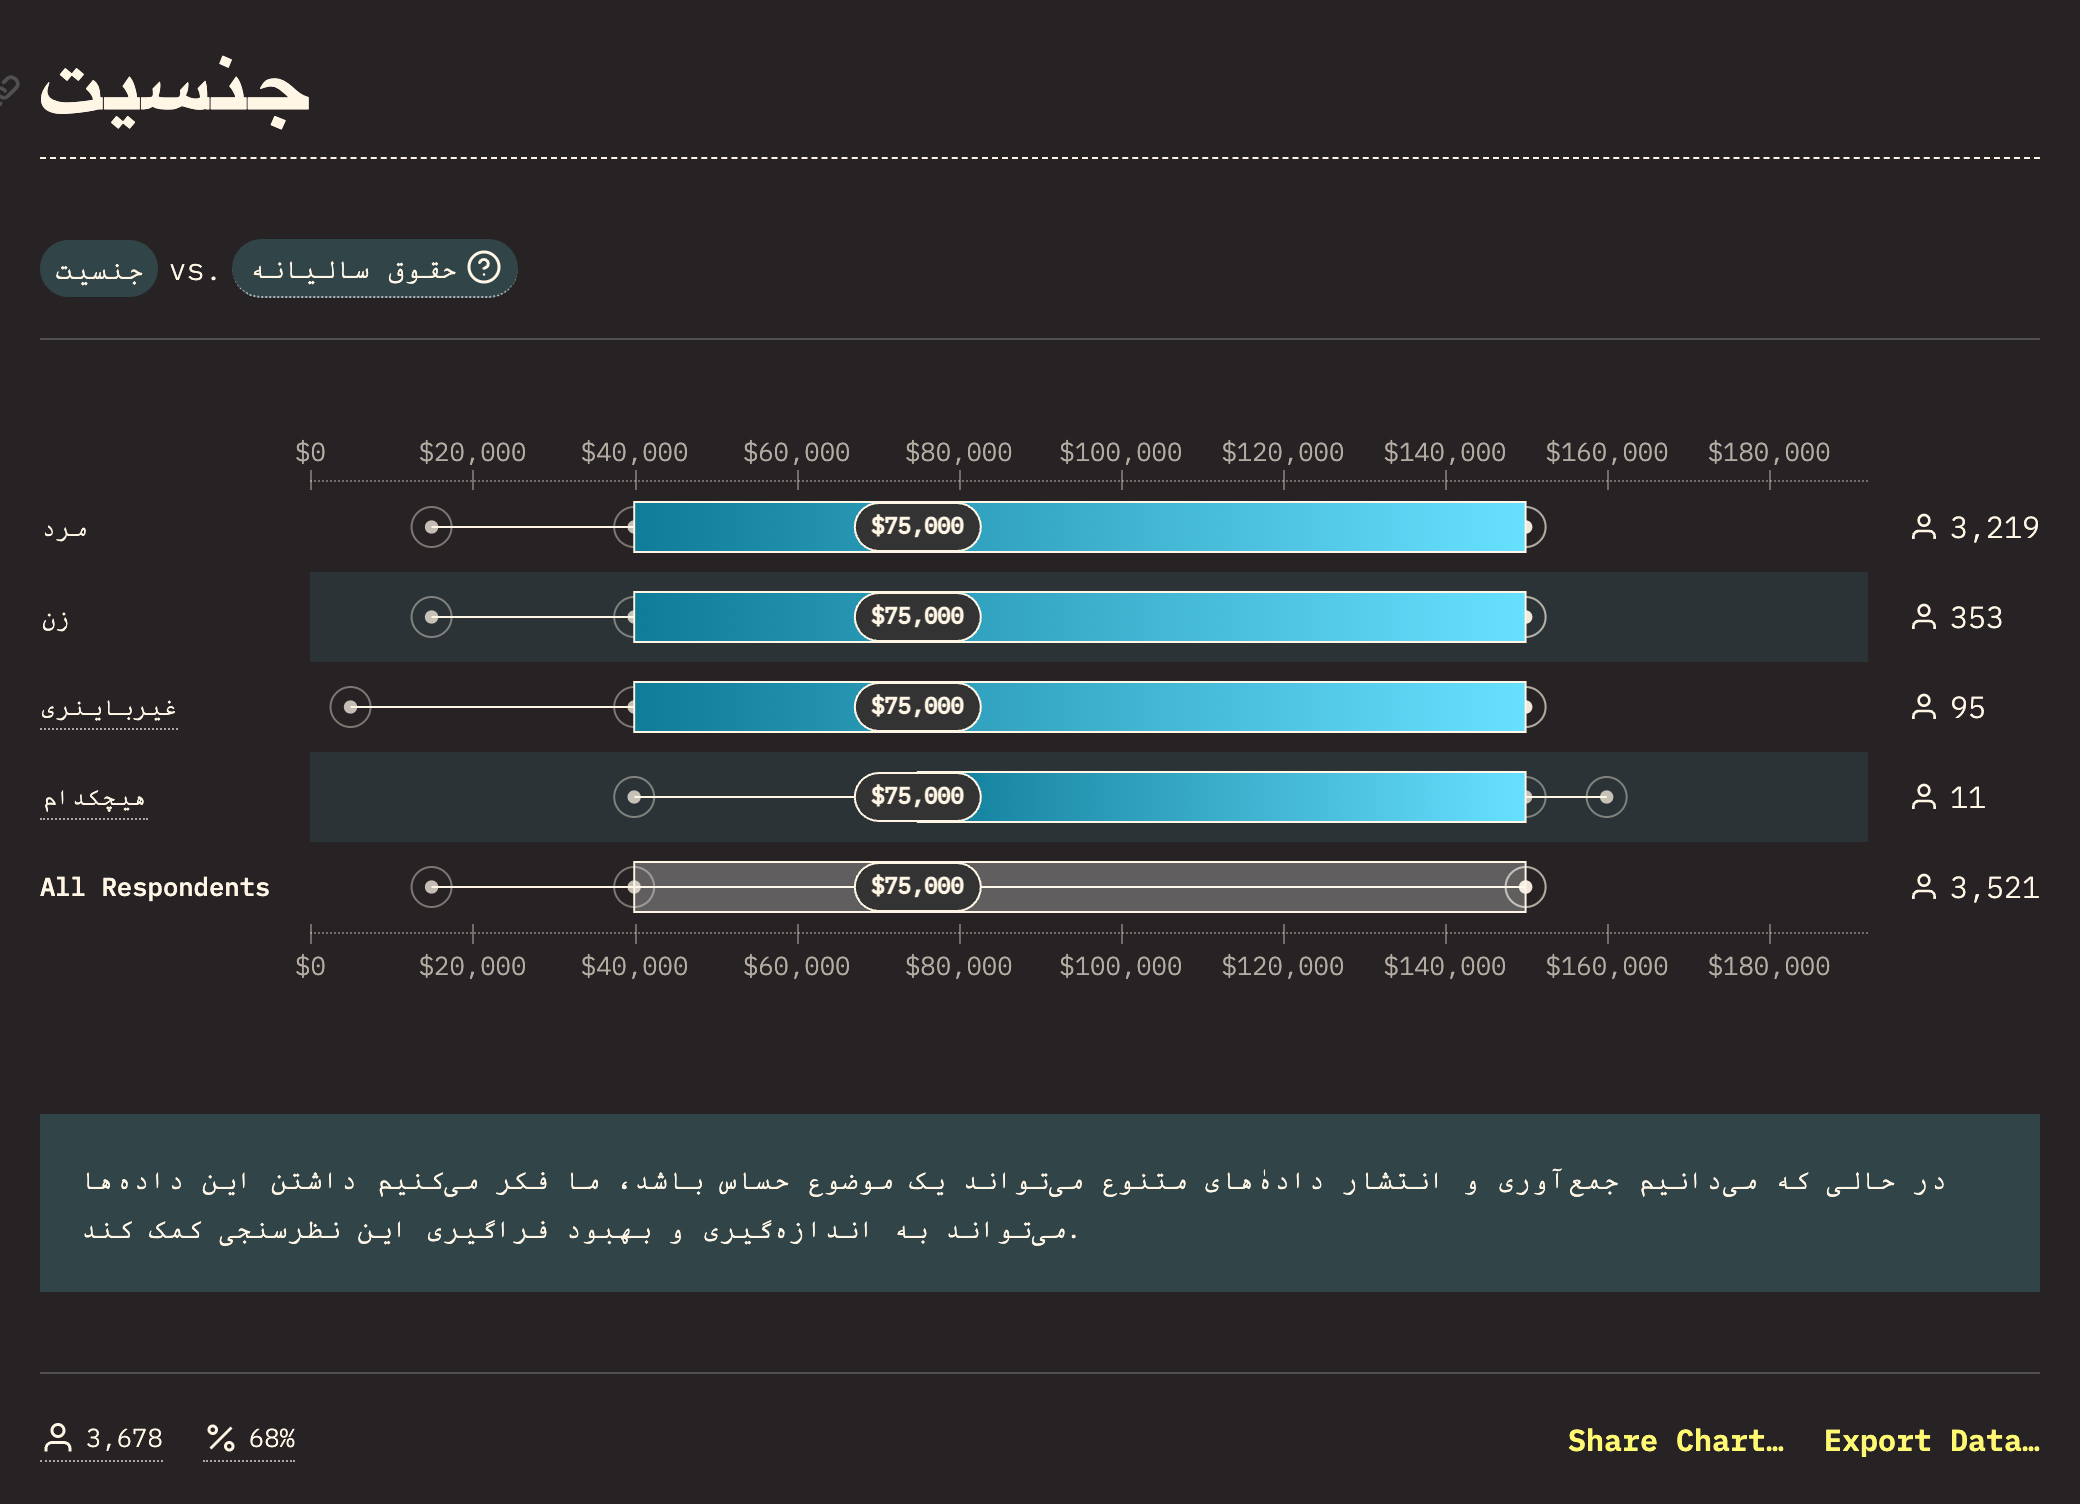 جنسیت
جنسیت vs. حقوق سالیانه
$0 $20,000 $40,000 $60,000 $80,000 $100,000 $120,000 $140,000 $160,000 $180,000
مرد $75,000 3,219
زن $75,000 353
غیرباینری $75,000 95
هیچکدام $75,000 11
All Respondents $75,000 3,521
$0 $20,000 $40,000 $60,000 $80,000 $100,000 $120,000 $140,000 $160,000 $180,000
در حالی که می‌دانیم جمع‌آوری و انتشار دادهٰ‌های متنوع می‌تواند یک موضوع حساس باشد، ما فکر می‌کنیم داشتن این داده‌ها
می‌تواند به اندازه‌گیری و بهبود فراگیری این نظرسنجی کمک کند.
3,678 68% Share Chart… Export Data…